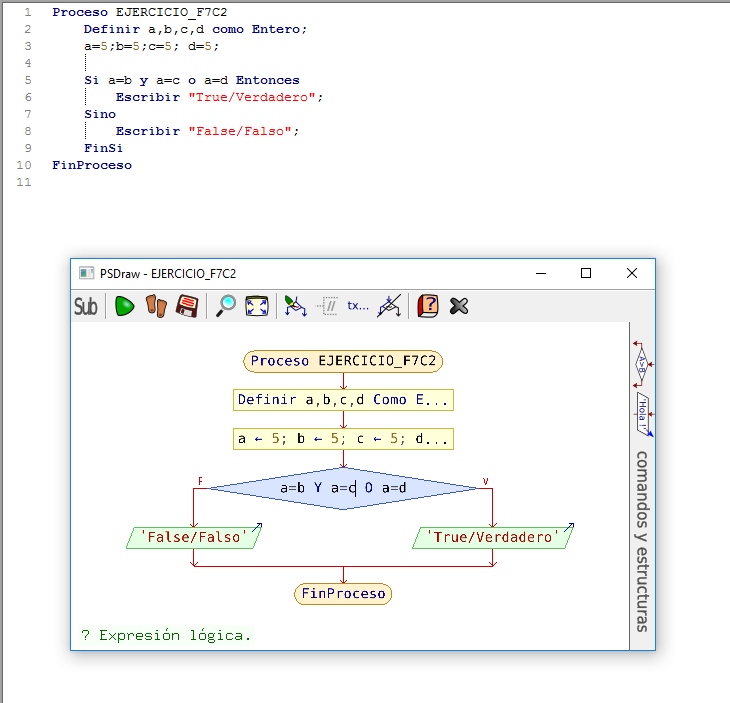 1 Proceso EJERCICIO_F7C2
2 Definir a,b,c,d como Entero;
3 a=5;b=5;c=5; d=5;
4
5 Si a=b y a=c o a=d Entonces
6 Escribir "True/Verdadero";
7 Sino
8 Escribir "False/Falso";
9 FinSi
10 FinProceso
11
PSDraw - EJERCICIO_F7C2
Sub // tx... ?
Proceso EJERCICIO_F7C2
Definir a,b,c,d Como E...
a ← 5; b ← 5; c ← 5; d...
F a=b Y a=c O a=d V
'False/Falso' 'True/Verdadero'
FinProceso
? Expresión lógica.
A>B
'Hola !'
comandos y estructuras